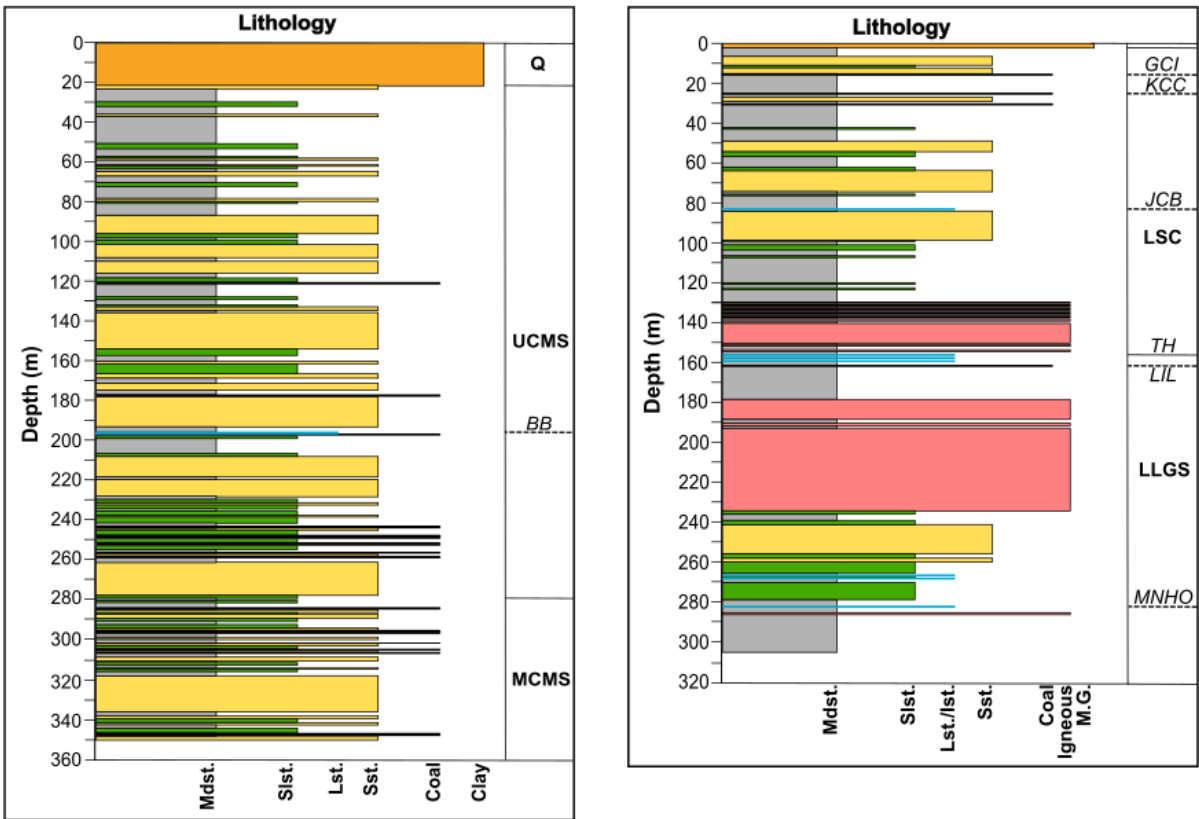 Lithology
0
20
40
60
80
100
120
140
160
180
200
220
240
260
280
300
320
340
360
Depth (m)
Q
UCMS
BB
MCMS
Mdst.
Slst.
Lst.
Sst.
Coal
Clay
Lithology
0
20
40
60
80
100
120
140
160
180
200
220
240
260
280
300
320
Depth (m)
GCI
KCC
JCB
LSC
TH
LIL
LLGS
MNHO
Mdst.
Slst.
Lst./Ist.
Sst.
Coal
Igneous
M.G.